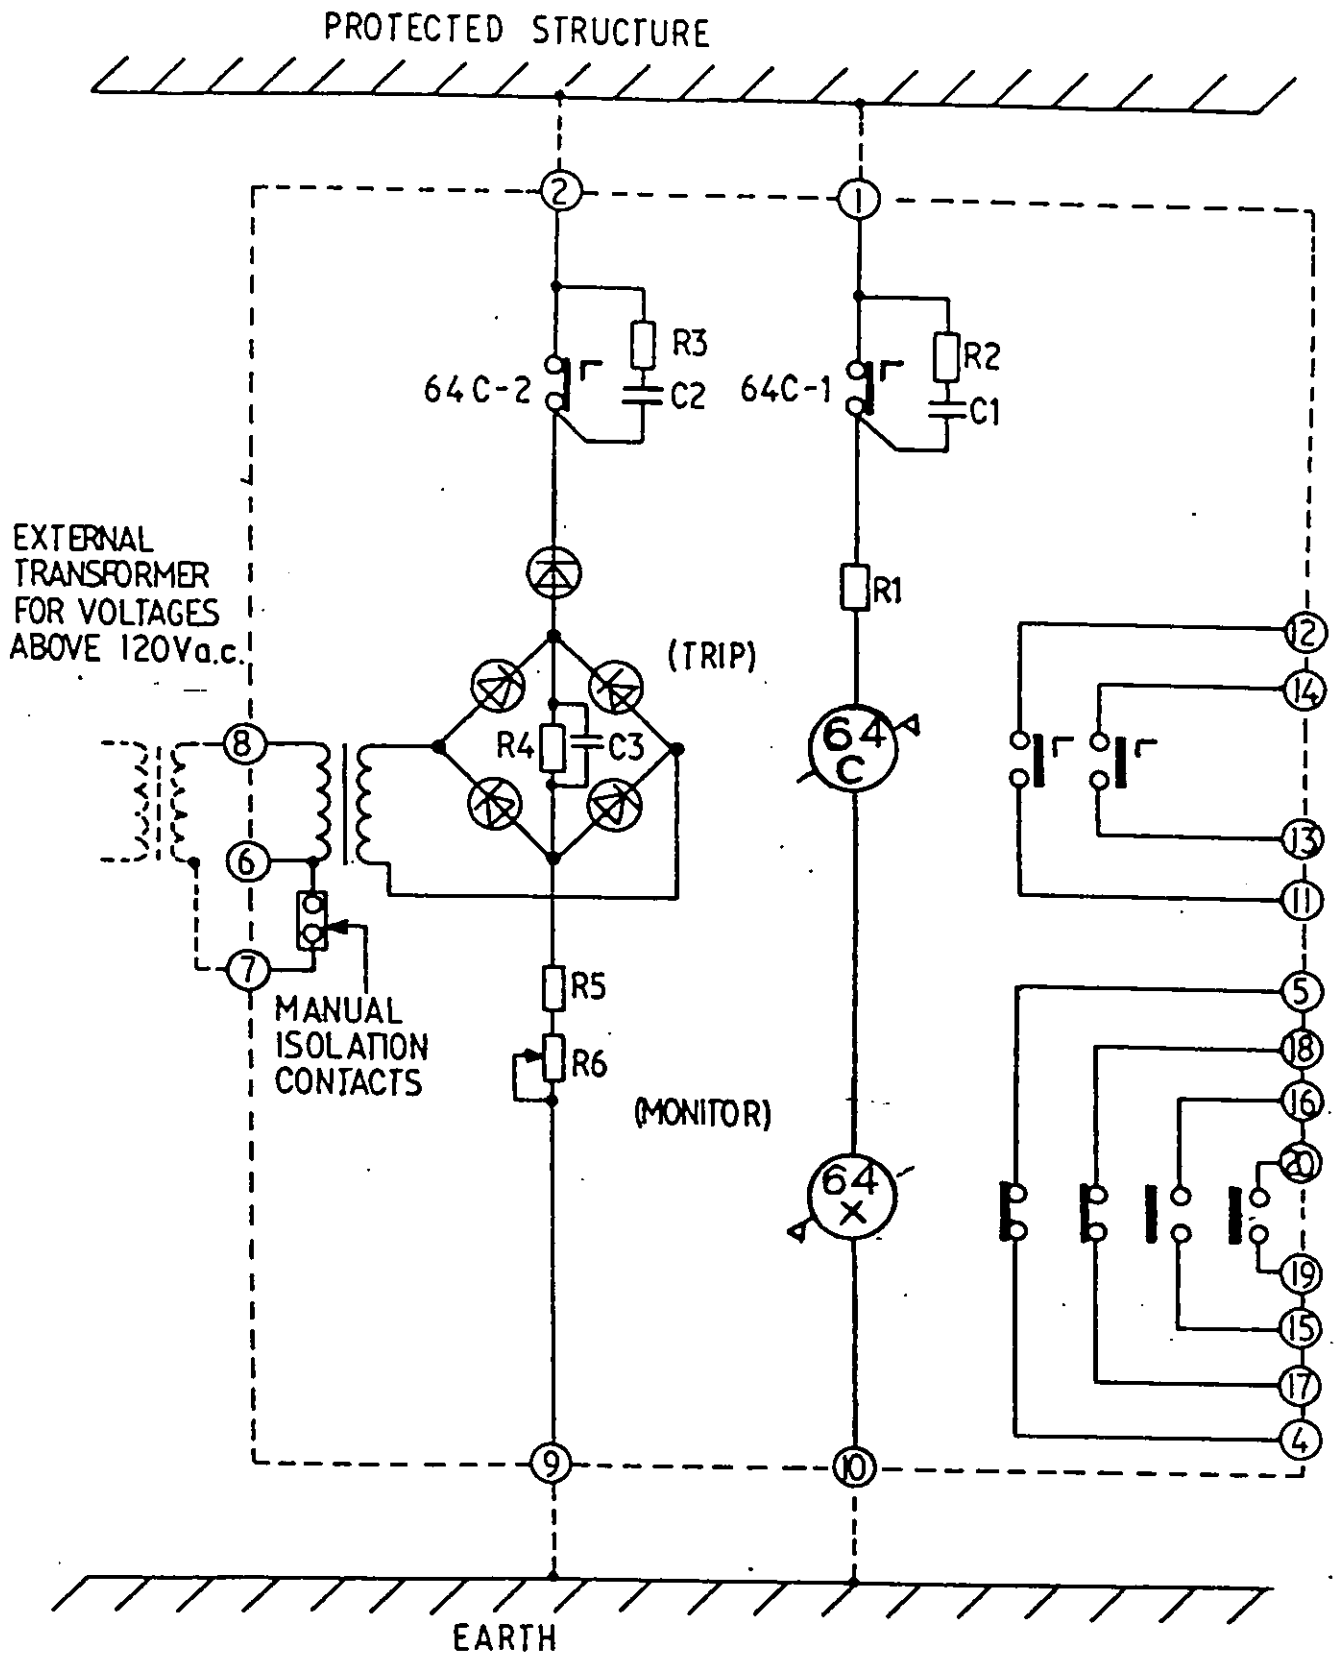 PROTECTED STRUCTURE
2
1
R3
64C-2
C2
R2
64C-1
C1
EXTERNAL
TRANSFORMER
FOR VOLTAGES
ABOVE 120V a.c.
R1
(TRIP)
12
14
8
R4
C3
64
C
13
6
11
7
R5
5
MANUAL
ISOLATION
CONTACTS
R6
18
(MONITOR)
16
20
64
X
19
15
17
4
9
10
EARTH